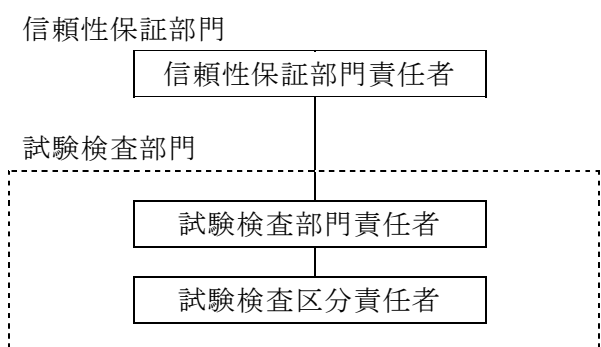 信頼性保証部門
信頼性保証部門責任者
試験検査部門
試験検査部門責任者
試験検査区分責任者